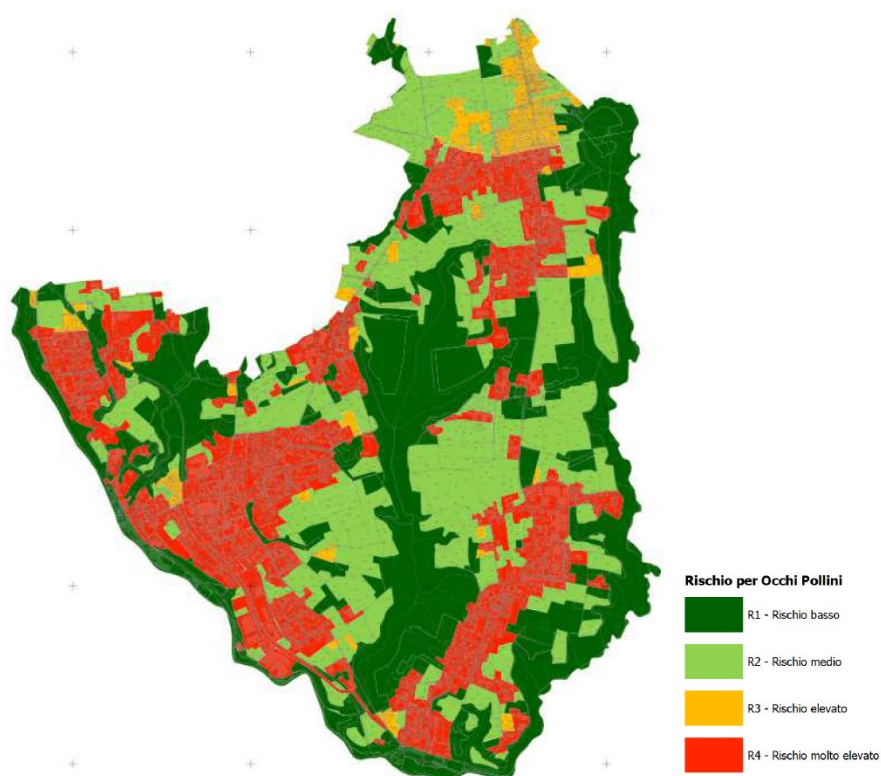 Rischio per Occhi Pollini
R1 - Rischio basso
R2 - Rischio medio
R3 - Rischio elevato
R4 - Rischio molto elevato